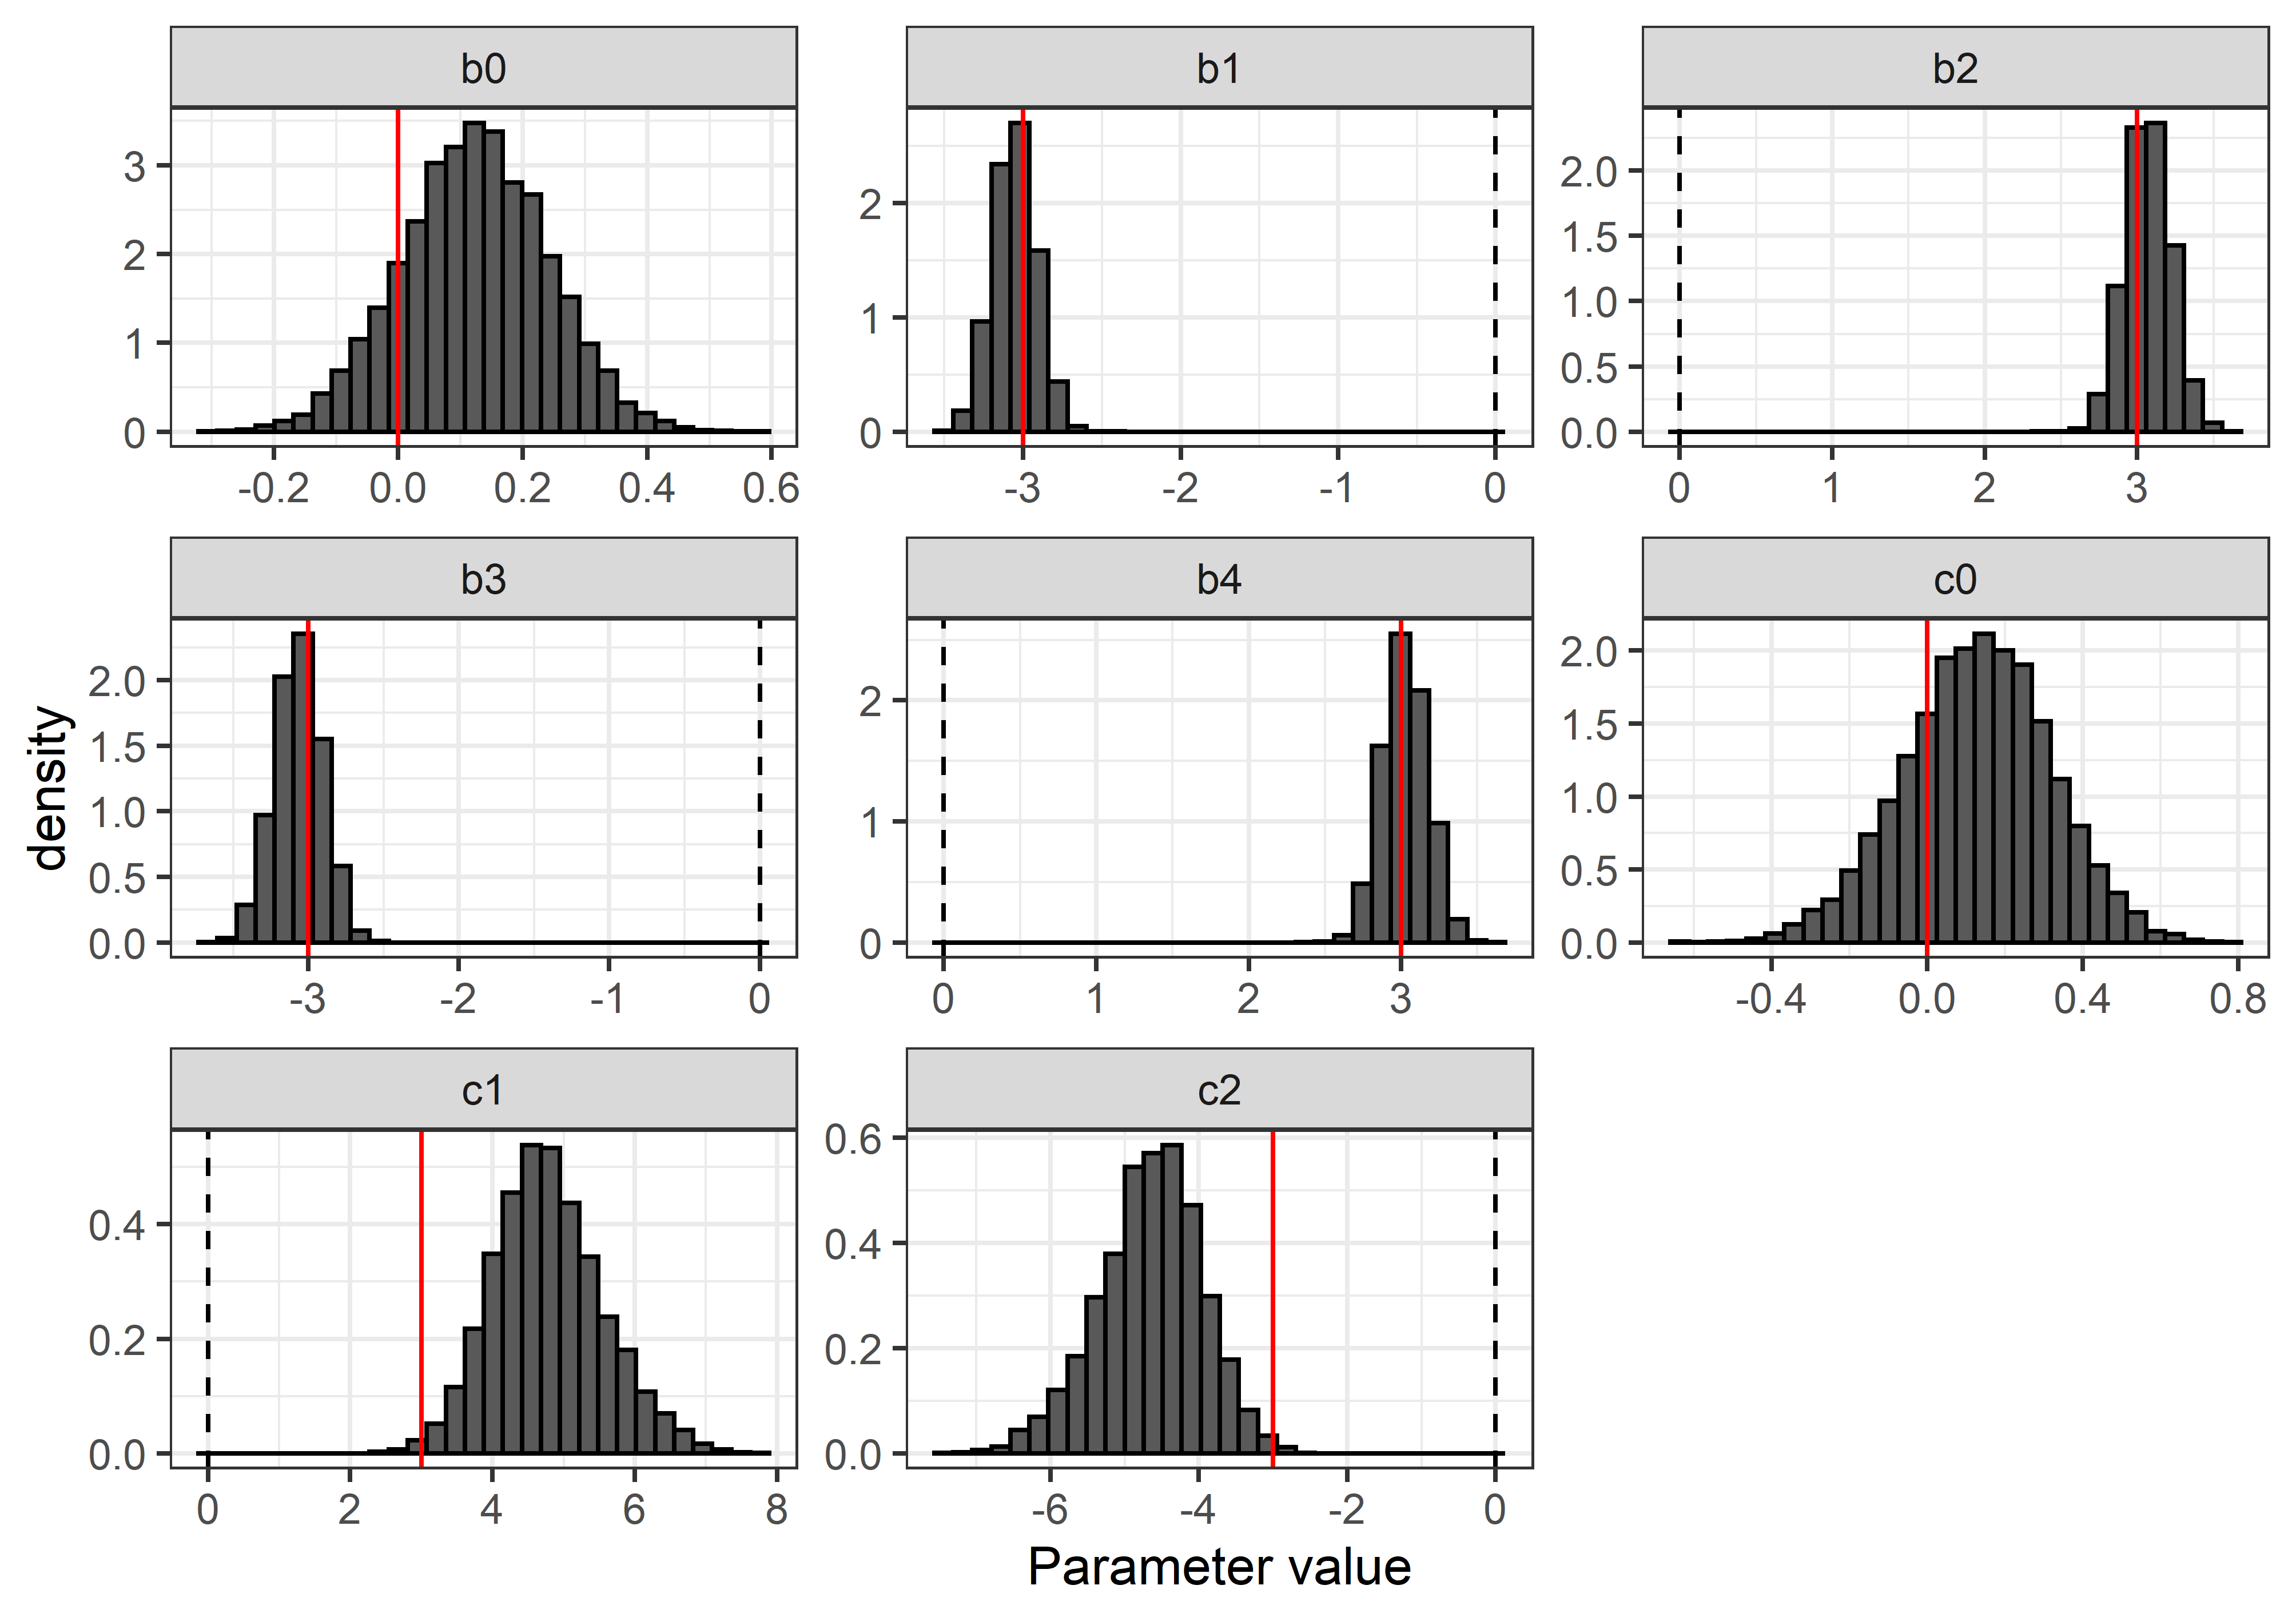 b0 b1 b2
3 2 1 0
2 1 0
2.0 1.5 1.0 0.5 0.0
-0.2 0.0 0.2 0.4 0.6
-3 -2 -1 0
0 1 2 3
b3 b4 c0
density
2.0 1.5 1.0 0.5 0.0
2 1 0
2.0 1.5 1.0 0.5 0.0
-3 -2 -1 0
0 1 2 3
-0.4 0.0 0.4 0.8
c1 c2
0.4 0.2 0.0
0.6 0.4 0.2 0.0
0 2 4 6 8
-6 -4 -2 0
Parameter value